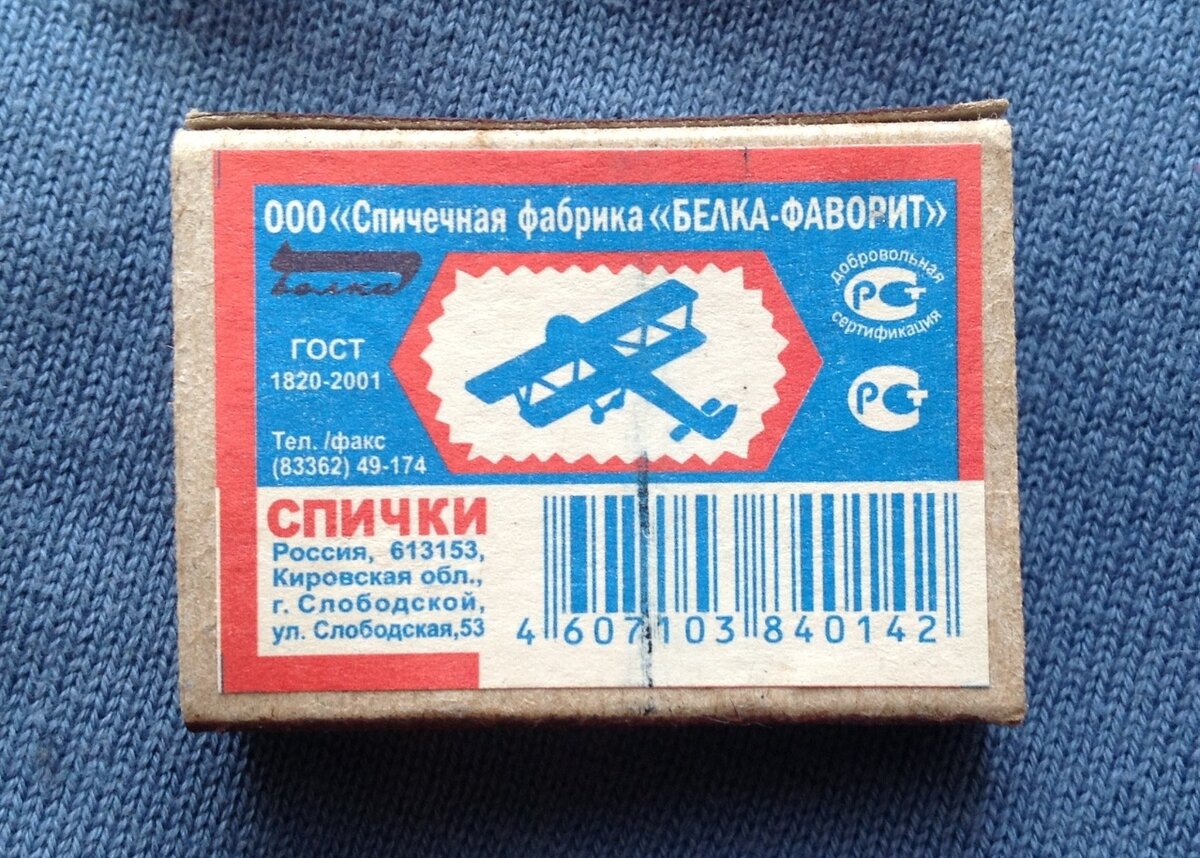 ООО «Спичечная фабрика «БЕЛКА-ФАВОРИТ»
белка
ГОСТ
1820-2001
Тел. /факс
(83362) 49-174
добровольная
РСТ
сертификация
РСТ
СПИЧКИ
Россия, 613153,
Кировская обл.,
г. Слободской,
ул. Слободская,53
4 607103 840142